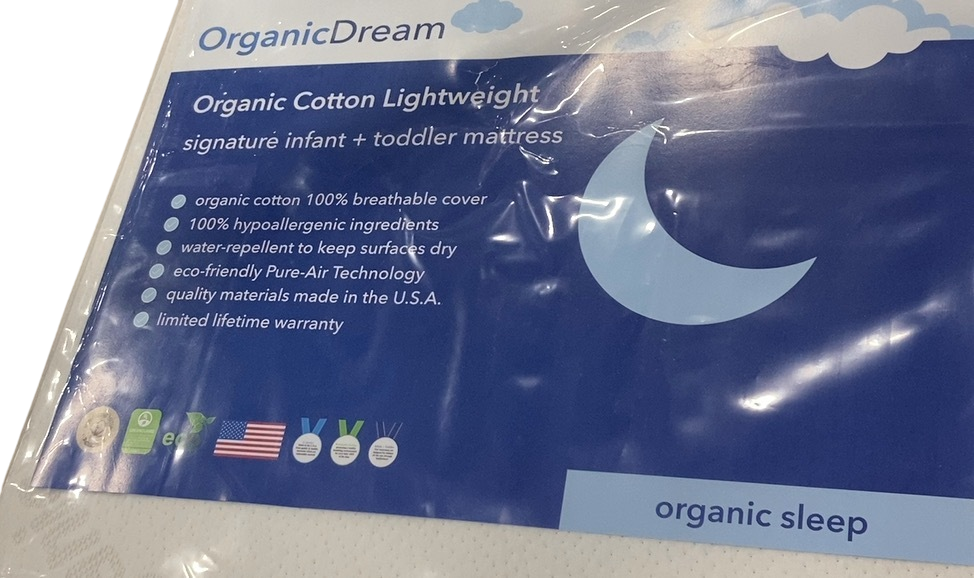 OrganicDream
Organic Cotton Lightweight
signature infant + toddler mattress
organic cotton 100% breathable cover
100% hypoallergenic ingredients
water-repellent to keep surfaces dry
eco-friendly Pure-Air Technology
quality materials made in the U.S.A.
limited lifetime warranty
eco
organic sleep